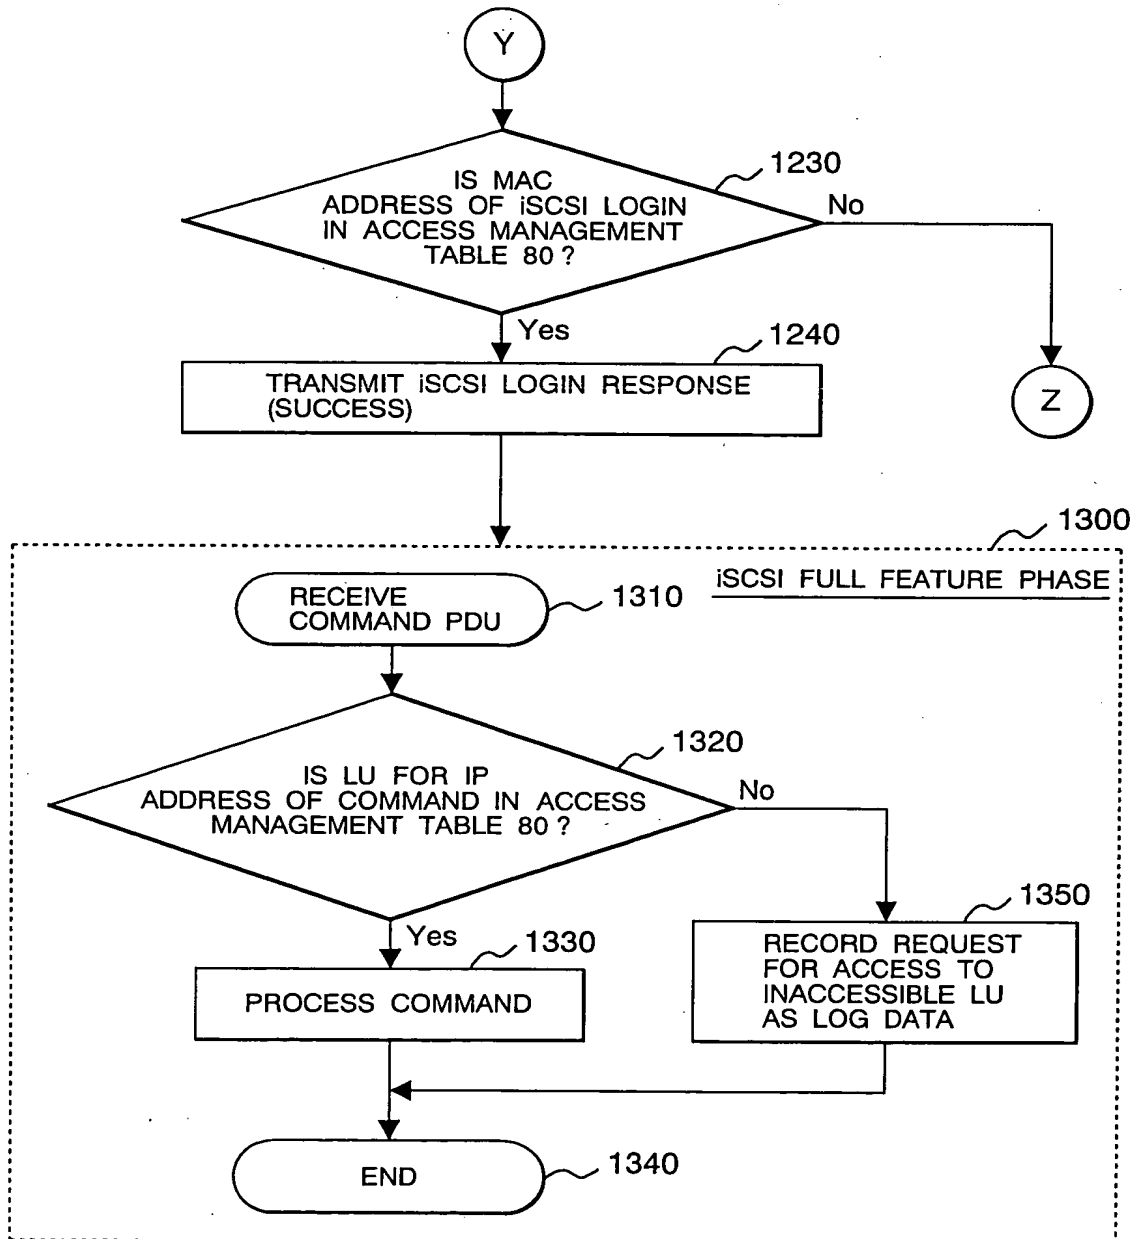 Y
1230
IS MAC
ADDRESS OF iSCSI LOGIN
IN ACCESS MANAGEMENT
TABLE 80 ?
No
Yes
1240
TRANSMIT iSCSI LOGIN RESPONSE
(SUCCESS)
Z
1300
iSCSI FULL FEATURE PHASE
RECEIVE
COMMAND PDU
1310
1320
IS LU FOR IP
ADDRESS OF COMMAND IN ACCESS
MANAGEMENT TABLE 80 ?
No
Yes
1330
PROCESS COMMAND
1350
RECORD REQUEST
FOR ACCESS TO
INACCESSIBLE LU
AS LOG DATA
END
1340